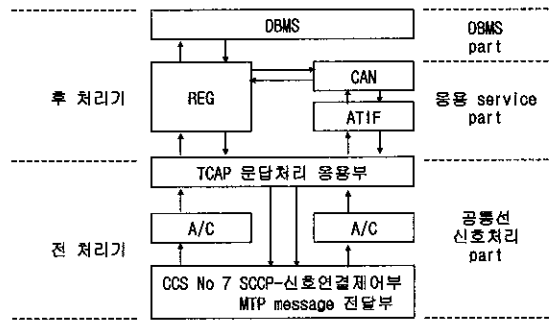 DBMS
DBMS
part
후 처리기
REG
CAN
ATIF
응용 service
part
TCAP 문답처리 응용부
전 처리기
A/C
A/C
공통선
신호처리
part
CCS No 7 SCCP-신호연결제어부
MTP message 전달부